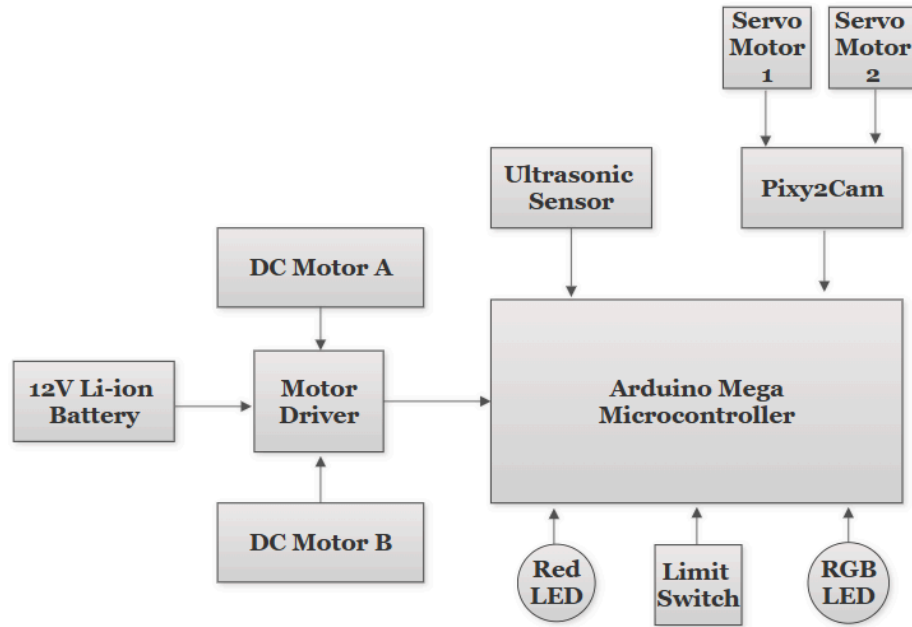 Servo
Motor
1
Servo
Motor
2
Ultrasonic
Sensor
Pixy2Cam
DC Motor A
12V Li-ion
Battery
Motor
Driver
Arduino Mega
Microcontroller
DC Motor B
Red
LED
Limit
Switch
RGB
LED